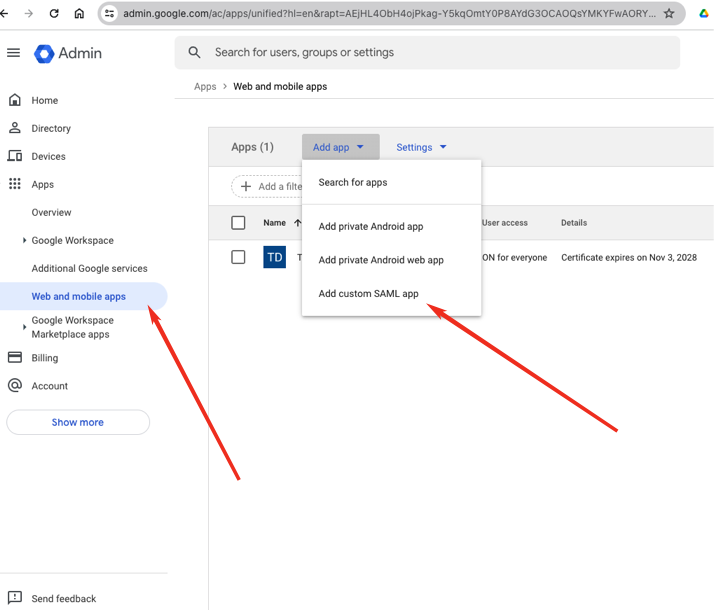 admin.google.com/ac/apps/unified?hl=en&rapt=AEjHL4ObH4ojPkag-Y5kqOmtY0P8AYdG3OCAOQsYMKYFwAORY...
Admin
Search for users, groups or settings
Apps > Web and mobile apps
Home
Directory
Devices
Apps
Overview
Google Workspace
Additional Google services
Web and mobile apps
Google Workspace
Marketplace apps
Billing
Account
Show more
Send feedback
Apps (1)
Add app
Settings
Add a filte
Search for apps
Add private Android app
Add private Android web app
Add custom SAML app
Name
User access
Details
TD
T
ON for everyone
Certificate expires on Nov 3, 2028